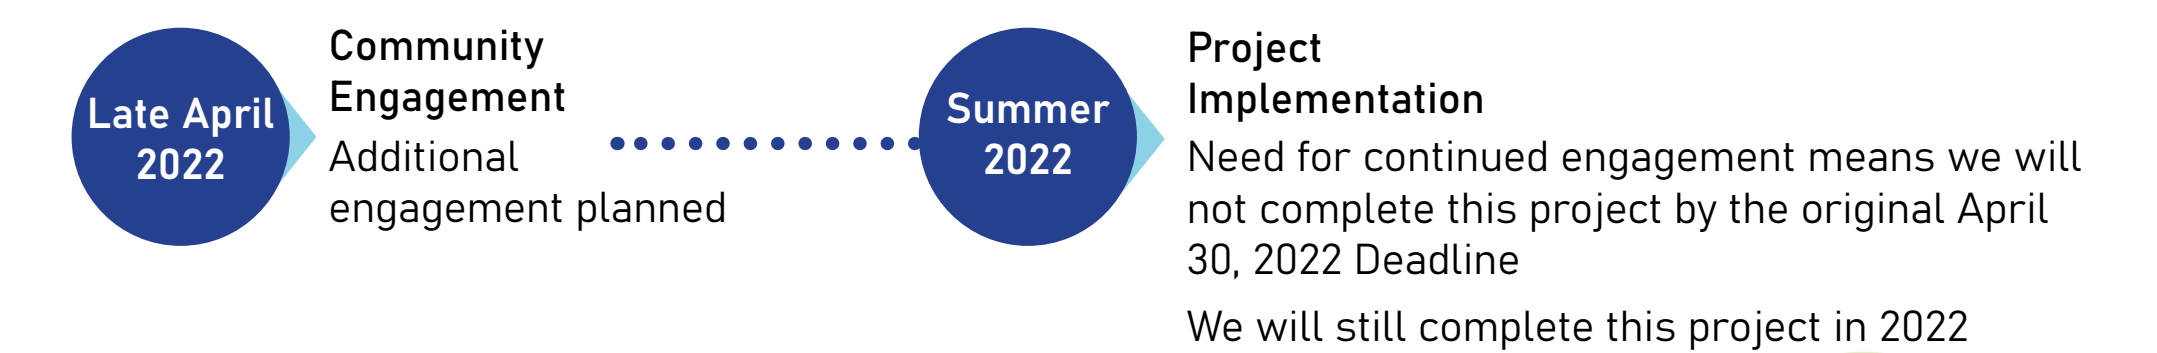 Late April
2022
Community
Engagement
Additional
engagement planned
Summer
2022
Project
Implementation
Need for continued engagement means we will
not complete this project by the original April
30, 2022 Deadline
We will still complete this project in 2022